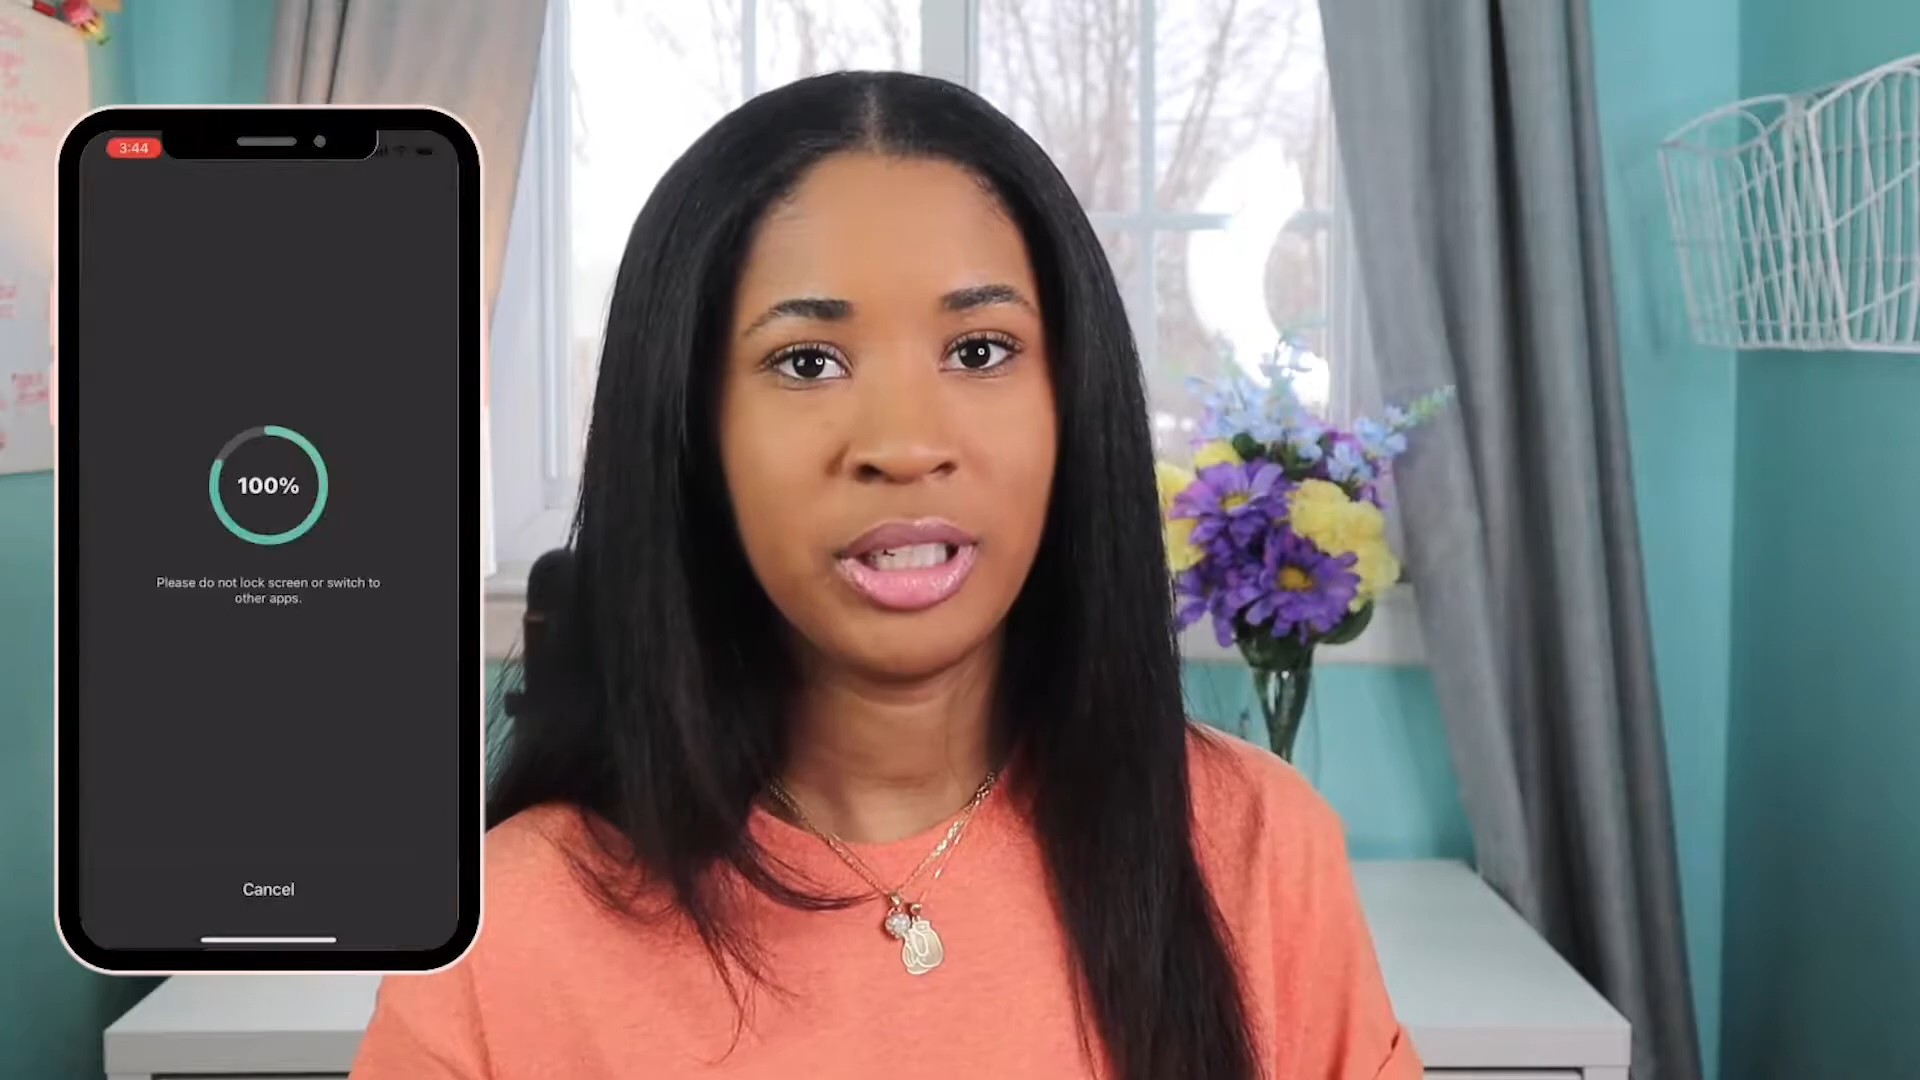 3:44
100%
Please do not lock screen or switch to
other apps.
Cancel